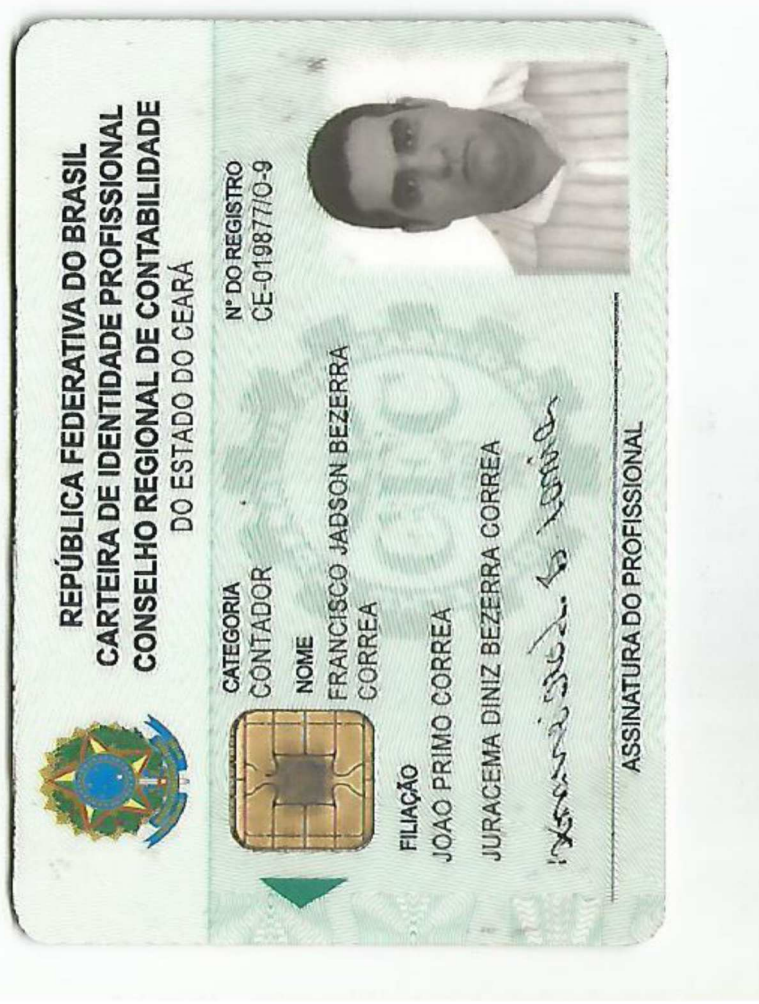 REPÚBLICA FEDERATIVA DO BRASIL
CARTEIRA DE IDENTIDADE PROFISSIONAL
CONSELHO REGIONAL DE CONTABILIDADE
DO ESTADO DO CEARÁ
CATEGORIA
CONTADOR
N° DO REGISTRO
CE-019877/O-9
NOME
FRANCISCO JADSON BEZERRA
CORREA
FILIAÇÃO
JOAO PRIMO CORREA
JURACEMA DINIZ BEZERRA CORREA
CFC
ASSINATURA DO PROFISSIONAL